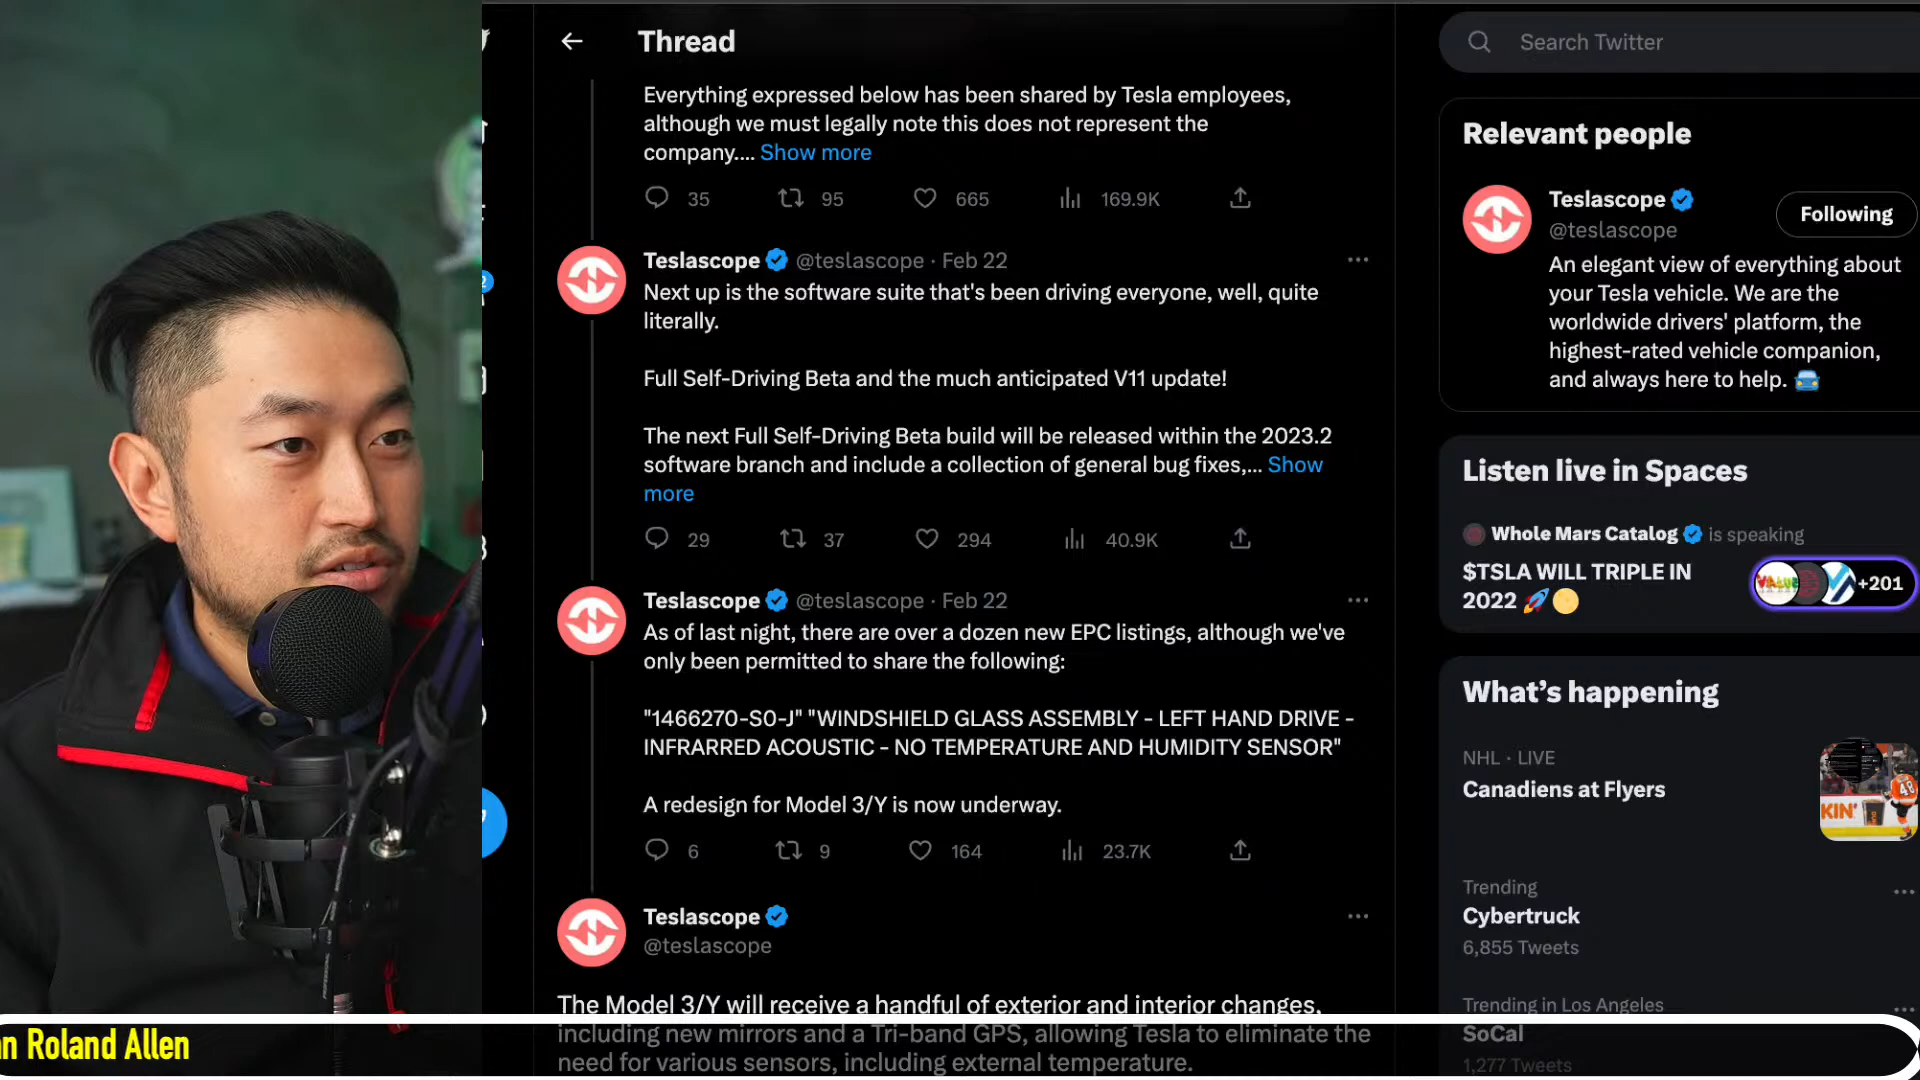 Thread
Search Twitter
Everything expressed below has been shared by Tesla employees,
although we must legally note this does not represent the
company.... Show more
35 95 665 169.9K
Teslascope @teslascope · Feb 22
Next up is the software suite that's been driving everyone, well, quite
literally.
Full Self-Driving Beta and the much anticipated V11 update!
The next Full Self-Driving Beta build will be released within the 2023.2
software branch and include a collection of general bug fixes,... Show
more
29 37 294 40.9K
Teslascope @teslascope · Feb 22
As of last night, there are over a dozen new EPC listings, although we've
only been permitted to share the following:
"1466270-S0-J" "WINDSHIELD GLASS ASSEMBLY - LEFT HAND DRIVE -
INFRARRED ACOUSTIC - NO TEMPERATURE AND HUMIDITY SENSOR"
A redesign for Model 3/Y is now underway.
6 9 164 23.7K
Teslascope
@teslascope
The Model 3/Y will receive a handful of exterior and interior changes,
including new mirrors and a Tri-band GPS, allowing Tesla to eliminate the
need for various sensors, including external temperature.
Relevant people
Teslascope
@teslascope
Following
An elegant view of everything about
your Tesla vehicle. We are the
worldwide drivers' platform, the
highest-rated vehicle companion,
and always here to help.
Listen live in Spaces
Whole Mars Catalog is speaking
$TSLA WILL TRIPLE IN
2022
+201
What's happening
NHL · LIVE
Canadiens at Flyers
KIN'
48
Trending
Cybertruck
6,855 Tweets
Trending in Los Angeles
SoCal
1,277 Tweets
n Roland Allen